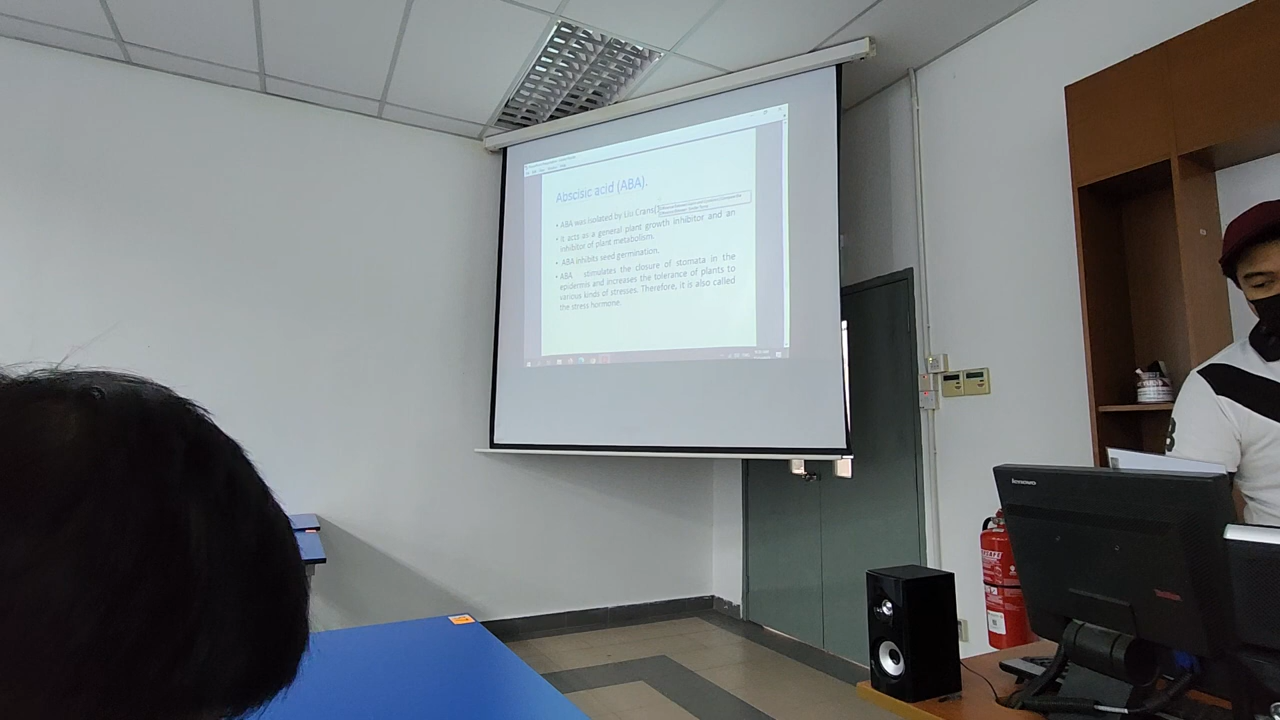 Abscisic acid (ABA).
• ABA was isolated by Liu Crans
• It acts as a general plant growth inhibitor and an
inhibitor of plant metabolism.
• ABA inhibits seed germination.
• ABA stimulates the closure of stomata in the
epidermis and increases the tolerance of plants to
various kinds of stresses. Therefore, it is also called
the stress hormone.
lenovo